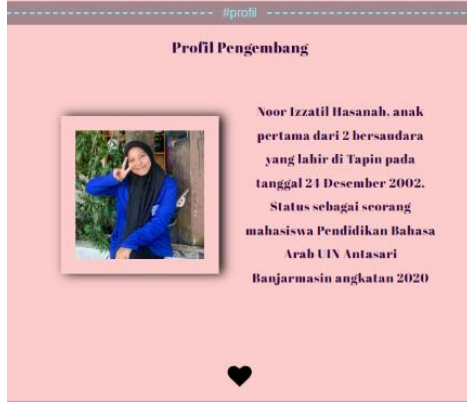 #profil
Profil Pengembang
Noor Izzatil Hasanah, anak
pertama dari 2 bersaudara
yang lahir di Tapin pada
tanggal 24 Desember 2002.
Status sebagai seorang
mahasiswa Pendidikan Bahasa
Arab UIN Antasari
Banjarmasin angkatan 2020